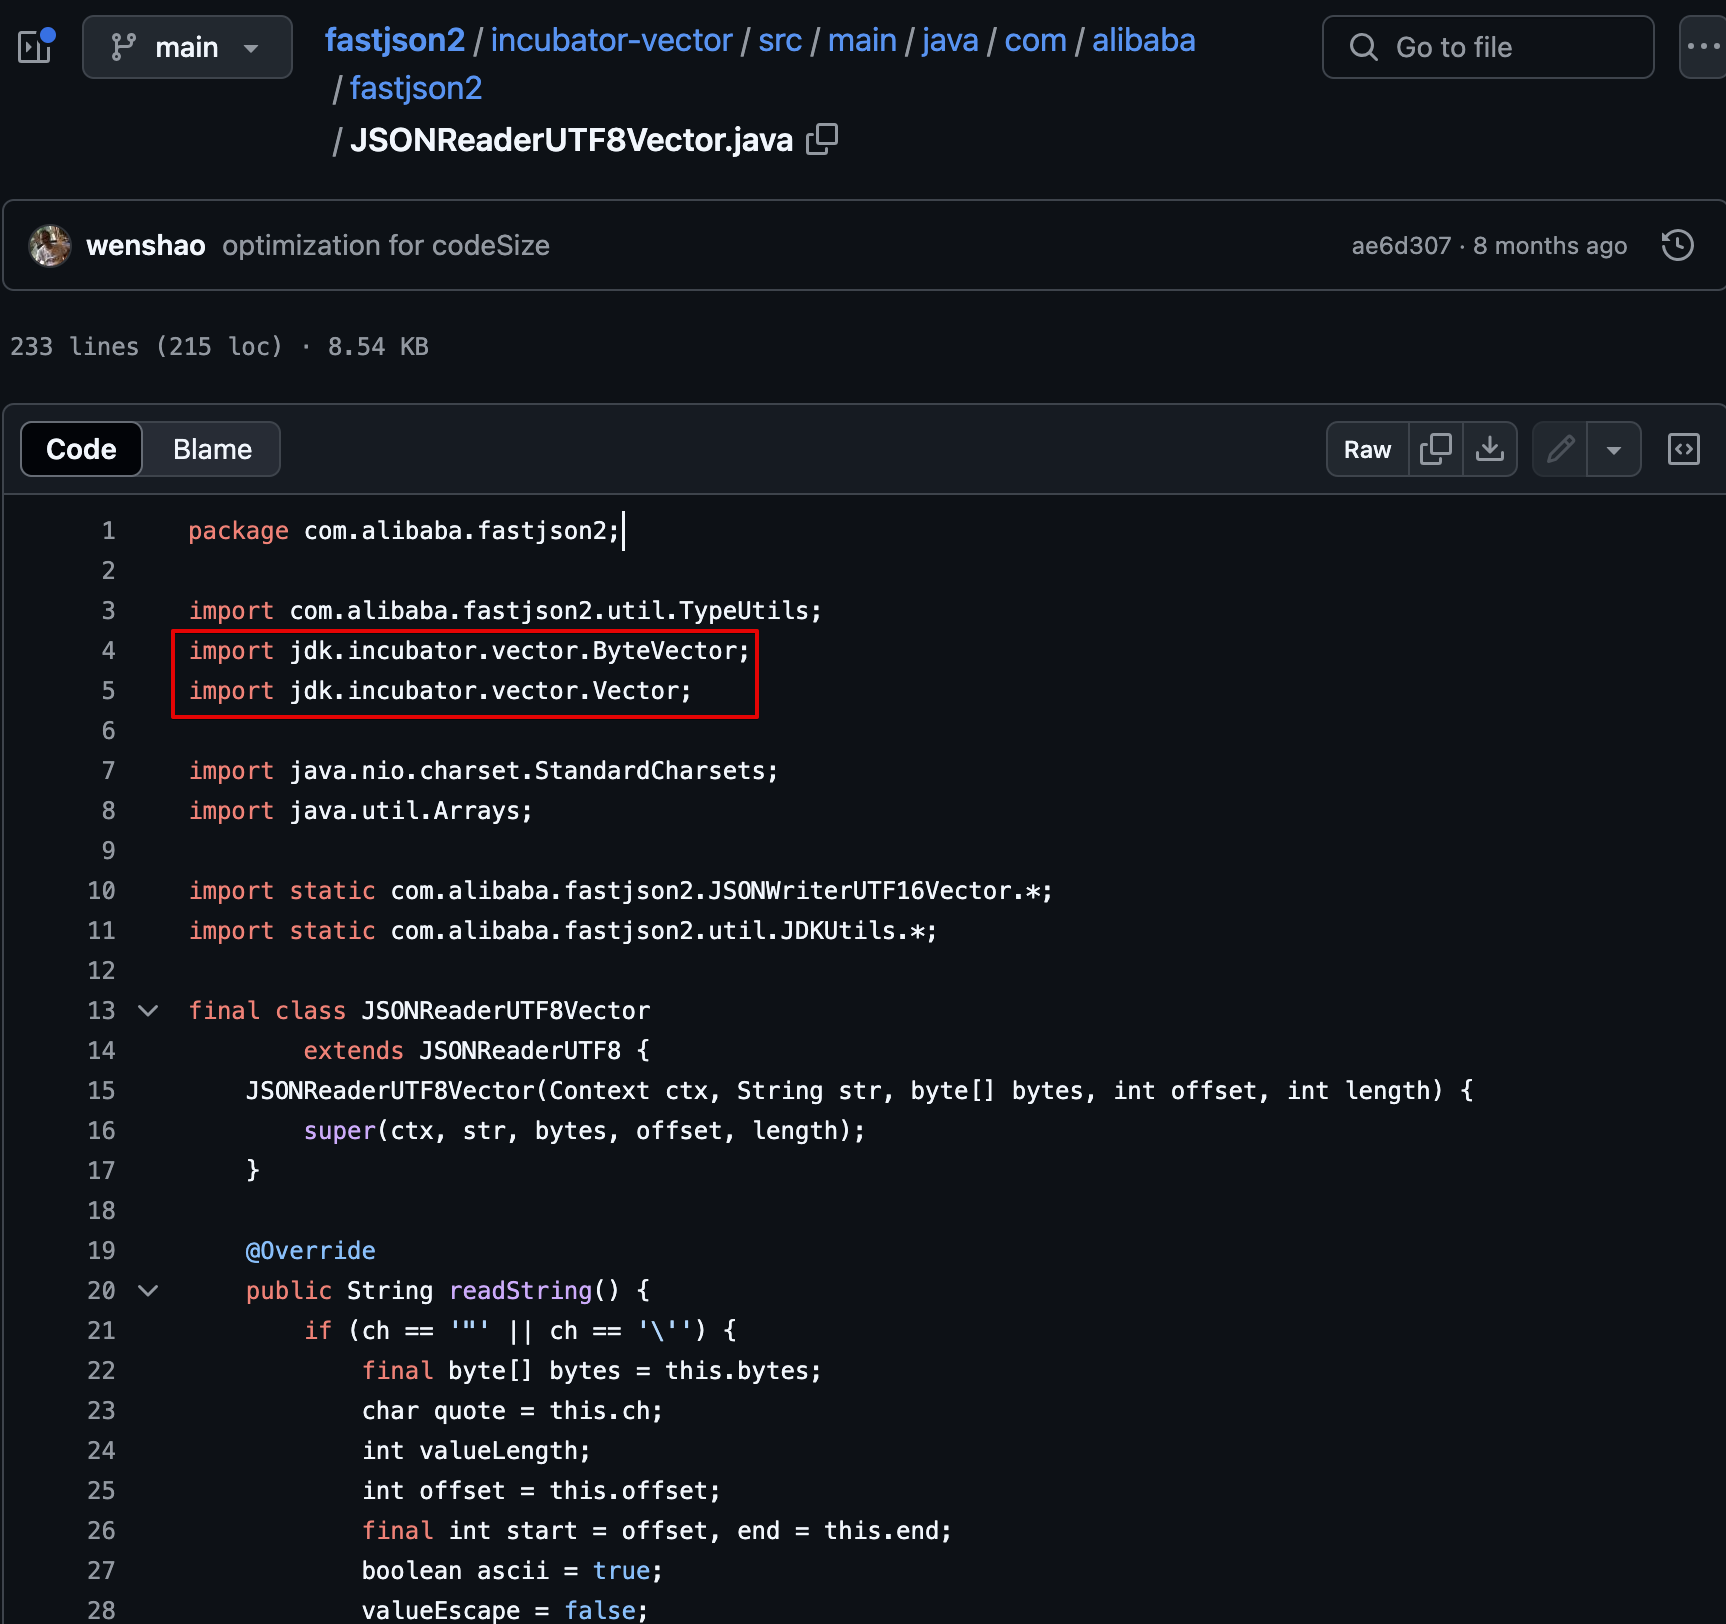 main
fastjson2 / incubator-vector / src / main / java / com / alibaba
/ fastjson2
/ JSONReaderUTF8Vector.java
Go to file
wenshao optimization for codeSize
ae6d307 · 8 months ago
233 lines (215 loc) · 8.54 KB
Code Blame
Raw
1 package com.alibaba.fastjson2;
2
3 import com.alibaba.fastjson2.util.TypeUtils;
4 import jdk.incubator.vector.ByteVector;
5 import jdk.incubator.vector.Vector;
6
7 import java.nio.charset.StandardCharsets;
8 import java.util.Arrays;
9
10 import static com.alibaba.fastjson2.JSONWriterUTF16Vector.*;
11 import static com.alibaba.fastjson2.util.JDKUtils.*;
12
13 final class JSONReaderUTF8Vector
14 extends JSONReaderUTF8 {
15 JSONReaderUTF8Vector(Context ctx, String str, byte[] bytes, int offset, int length) {
16 super(ctx, str, bytes, offset, length);
17 }
18
19 @Override
20 public String readString() {
21 if (ch == '"' || ch == '\'') {
22 final byte[] bytes = this.bytes;
23 char quote = this.ch;
24 int valueLength;
25 int offset = this.offset;
26 final int start = offset, end = this.end;
27 boolean ascii = true;
28 valueEscape = false;